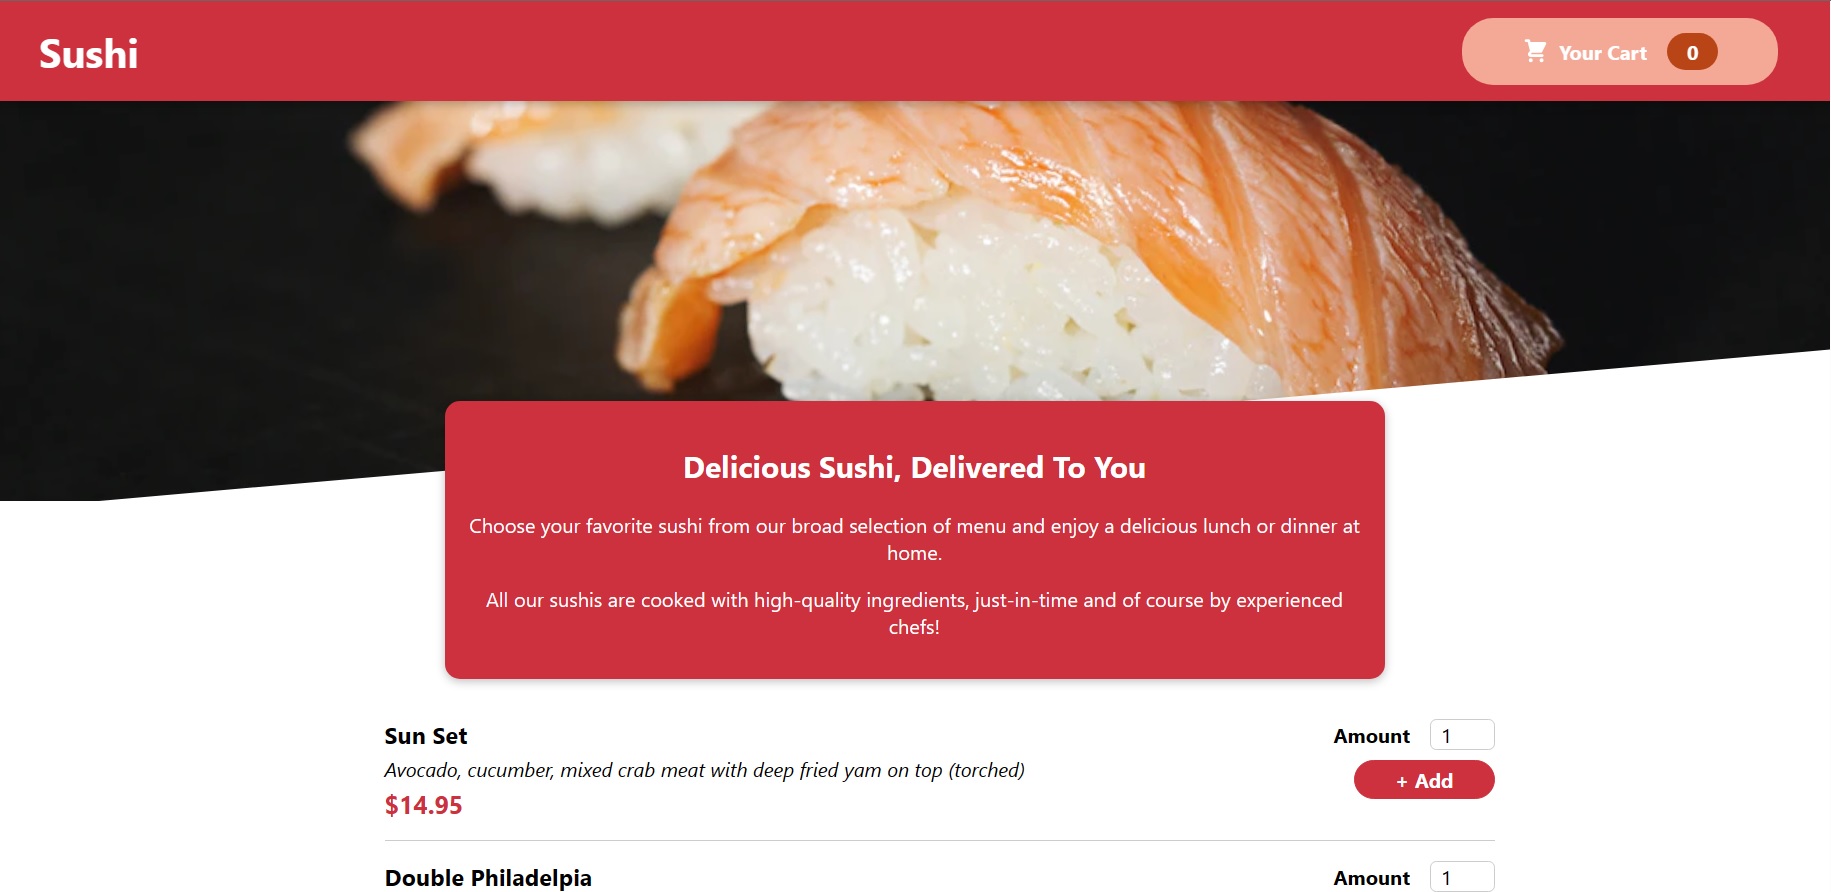 Sushi
Your Cart 0
Delicious Sushi, Delivered To You
Choose your favorite sushi from our broad selection of menu and enjoy a delicious lunch or dinner at
home.
All our sushis are cooked with high-quality ingredients, just-in-time and of course by experienced
chefs!
Sun Set
Amount 1
Avocado, cucumber, mixed crab meat with deep fried yam on top (torched)
+ Add
$14.95
Double Philadelpia
Amount 1